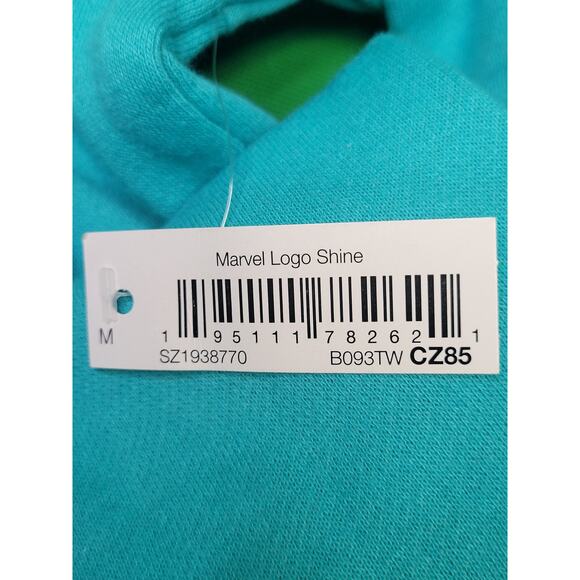 Marvel Logo Shine
M
1 95111 78262 1
SZ1938770 B093TW CZ85